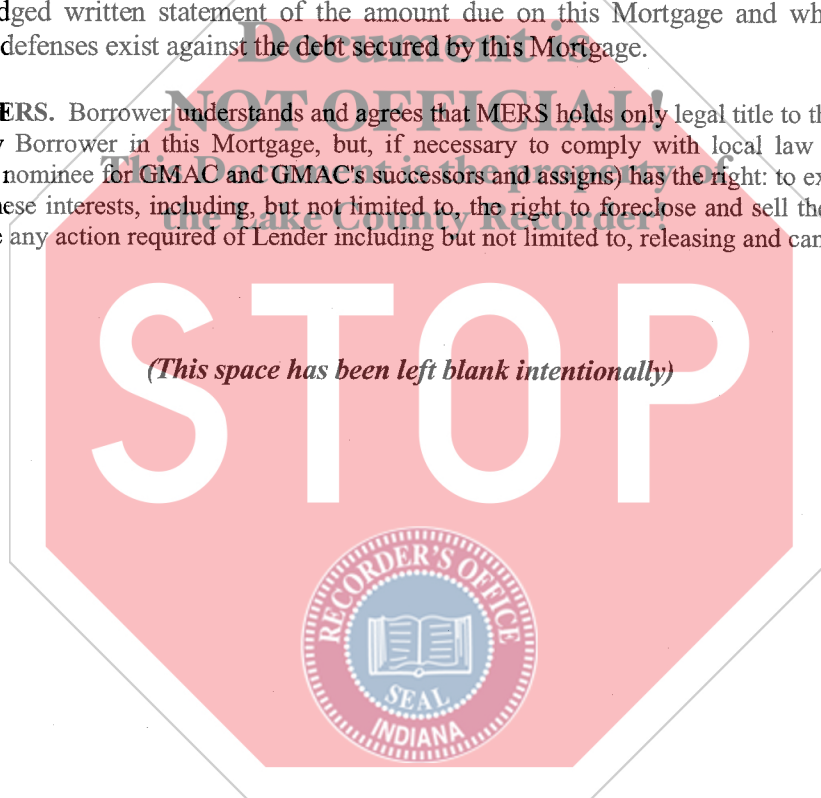 dged written statement of the amount due on this Mortgage and wh
defenses exist against the debt secured by this Mortgage.
Document is
ERS. Borrower understands and agrees that MERS holds only legal title to th
NOT OFFICIAL!
y Borrower in this Mortgage, but, if necessary to comply with local law
This Document is the property of
nominee for GMAC and GMAC's successors and assigns) has the right: to ex
hese interests, including, but not limited to, the right to foreclose and sell the
the Lake County Recorder!
e any action required of Lender including but not limited to, releasing and can
STOP
(This space has been left blank intentionally)
RECORDER'S OFFICE
SEAL
INDIANA